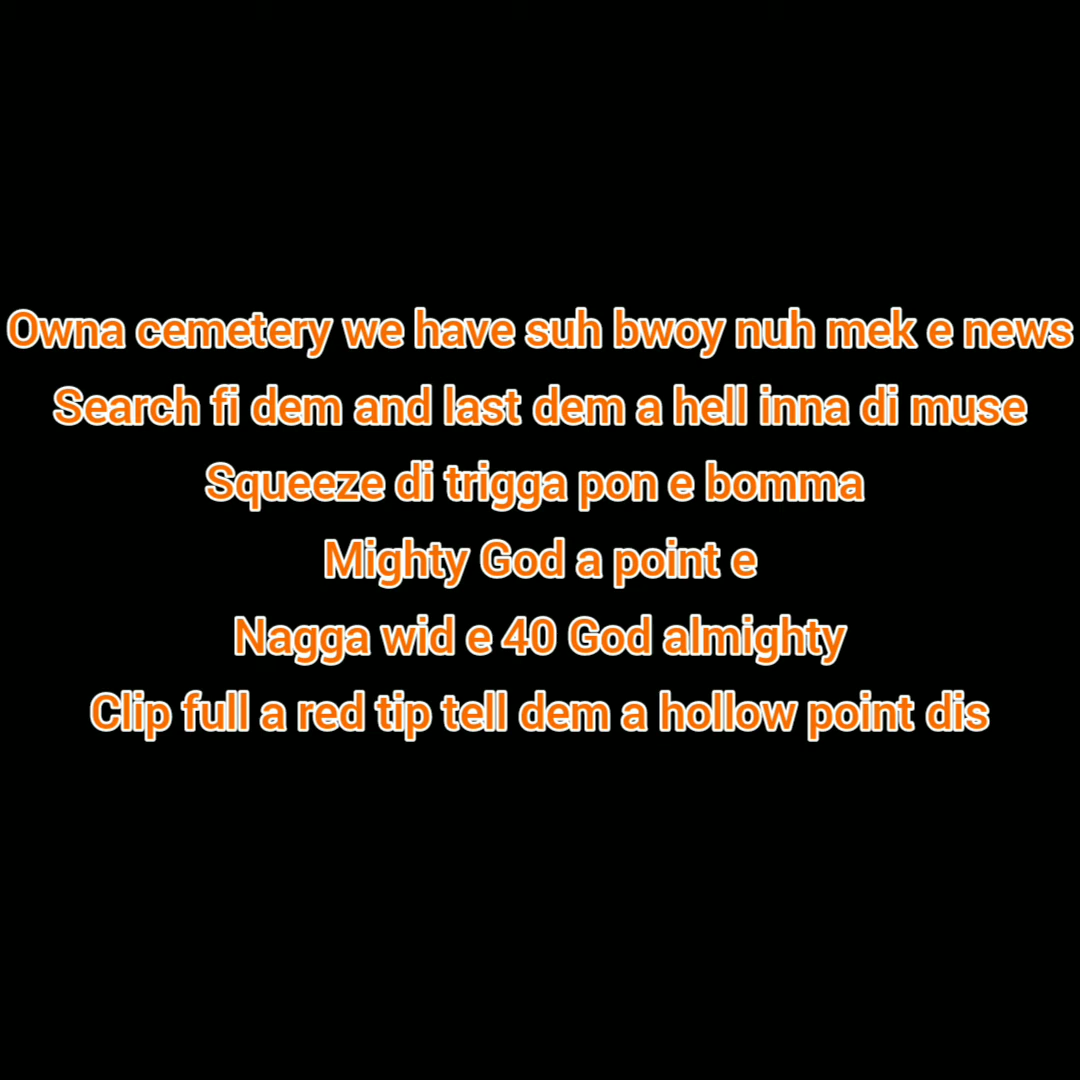 Owna cemetery we have suh bwoy nuh mek e news
Search fi dem and last dem a hell inna di muse
Squeeze di trigga pon e bomma
Mighty God a point e
Nagga wid e 40 God almighty
Clip full a red tip tell dem a hollow point dis